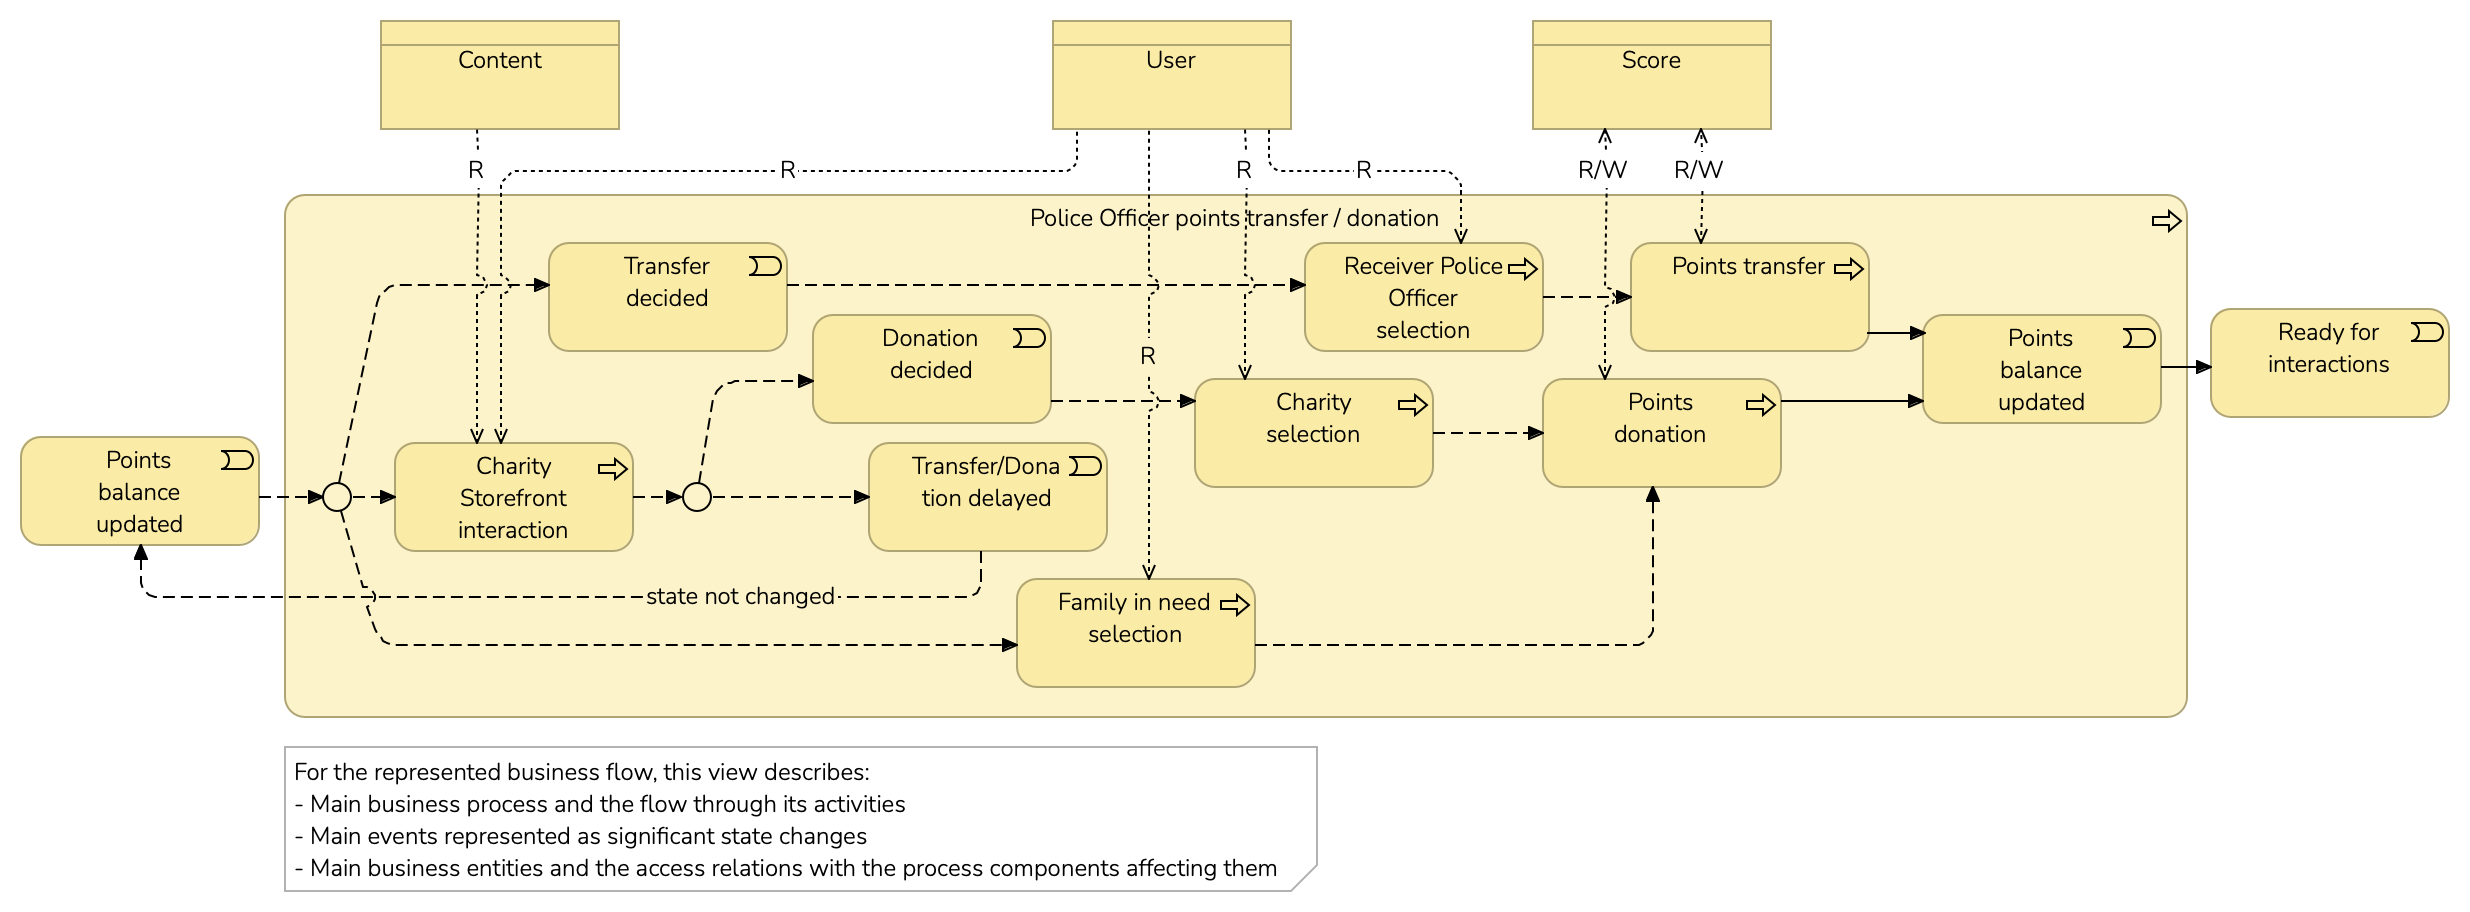 Content
User
Score
R
R
R
R
R/W
R/W
Police Officer points transfer / donation
Transfer
decided
Receiver Police
Officer
selection
Points transfer
Donation
decided
R
Points
balance
updated
Ready for
interactions
Charity
selection
Points
donation
Points
balance
updated
Charity
Storefront
interaction
Transfer/Dona
tion delayed
state not changed
Family in need
selection
For the represented business flow, this view describes:
- Main business process and the flow through its activities
- Main events represented as significant state changes
- Main business entities and the access relations with the process components affecting them